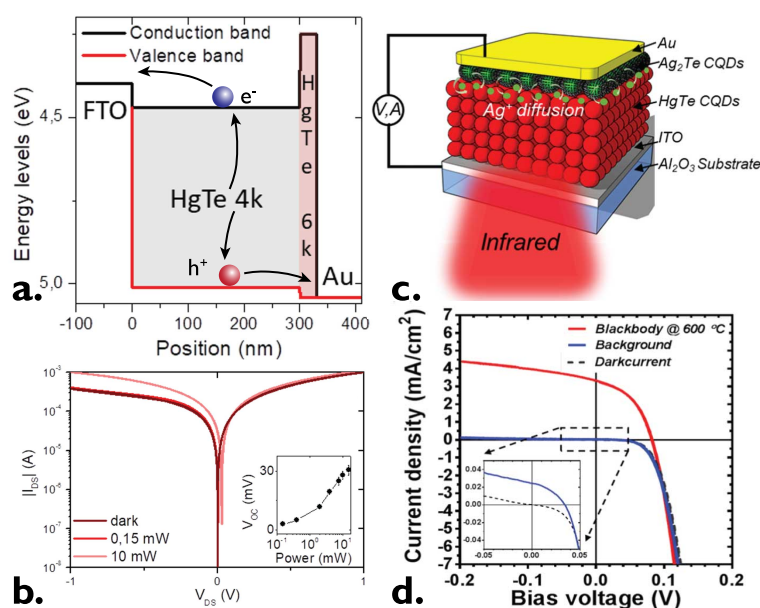 Conduction band
Valence band
FTO
e⁻
HgTe 4k
h⁺
HgTe 6k
Au
4,5
5,0
Energy levels (eV)
-100 0 100 200 300 400
Position (nm)
a.
Au
Ag₂Te CQDs
HgTe CQDs
Ag⁺ diffusion
ITO
Al₂O₃ Substrate
V,A
Infrared
c.
10⁻³
10⁻⁴
10⁻⁵
10⁻⁶
10⁻⁷
10⁻⁸
|I_DS| (A)
dark
0,15 mW
10 mW
30
0
V_OC (mV)
10⁻¹ 10⁰ 10¹
Power (mW)
-1 0 1
V_DS (V)
b.
7
6
5
4
3
2
1
0
-1
-2
-3
-4
-5
-6
-7
Current density (mA/cm²)
Blackbody @ 600 °C
Background
Darkcurrent
0.04
0.02
0.00
-0.02
-0.04
-0.05 0.00 0.05
-0.2 -0.1 0.0 0.1 0.2
Bias voltage (V)
d.